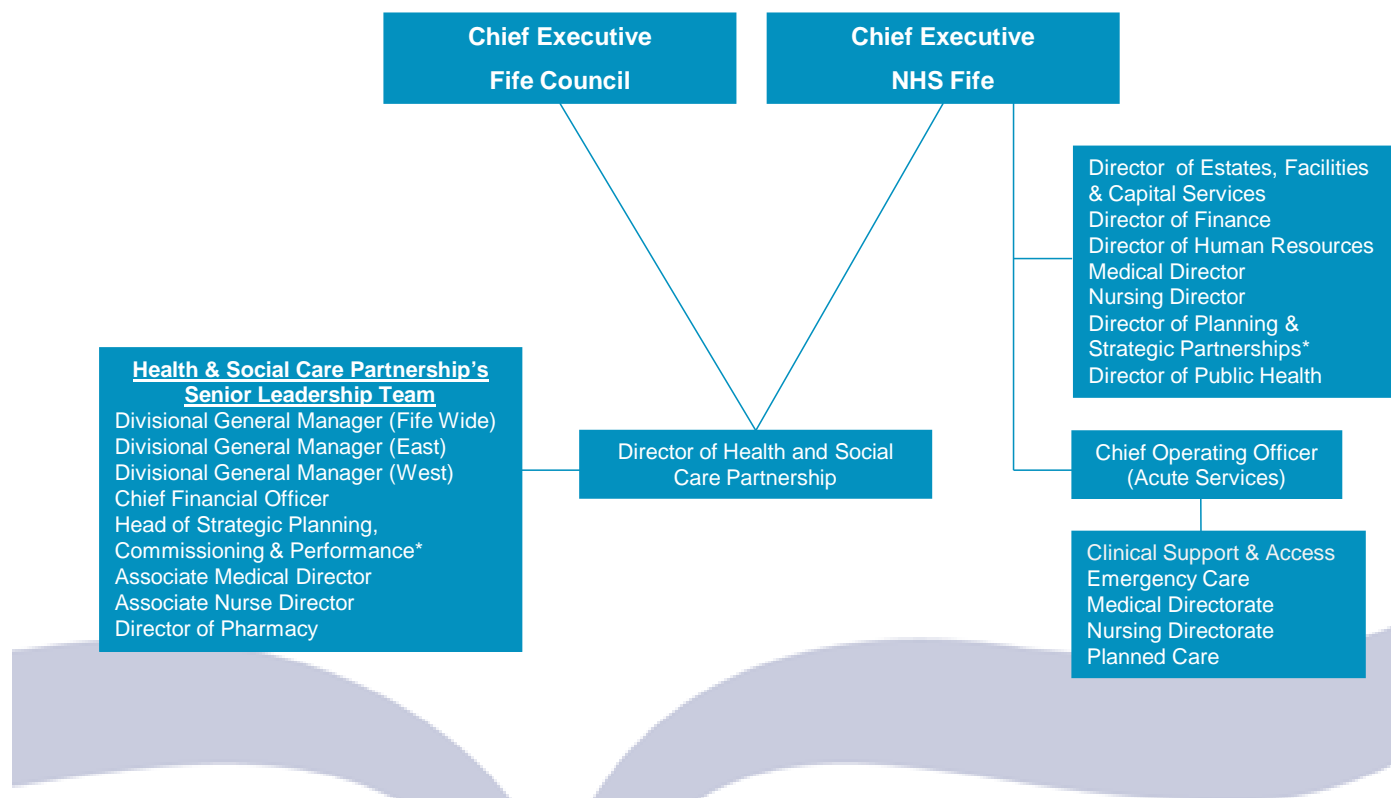 Chief Executive
Fife Council
Chief Executive
NHS Fife
Director of Estates, Facilities
& Capital Services
Director of Finance
Director of Human Resources
Medical Director
Nursing Director
Director of Planning &
Strategic Partnerships*
Director of Public Health
Health & Social Care Partnership's
Senior Leadership Team
Divisional General Manager (Fife Wide)
Divisional General Manager (East)
Divisional General Manager (West)
Chief Financial Officer
Head of Strategic Planning,
Commissioning & Performance*
Associate Medical Director
Associate Nurse Director
Director of Pharmacy
Director of Health and Social
Care Partnership
Chief Operating Officer
(Acute Services)
Clinical Support & Access
Emergency Care
Medical Directorate
Nursing Directorate
Planned Care